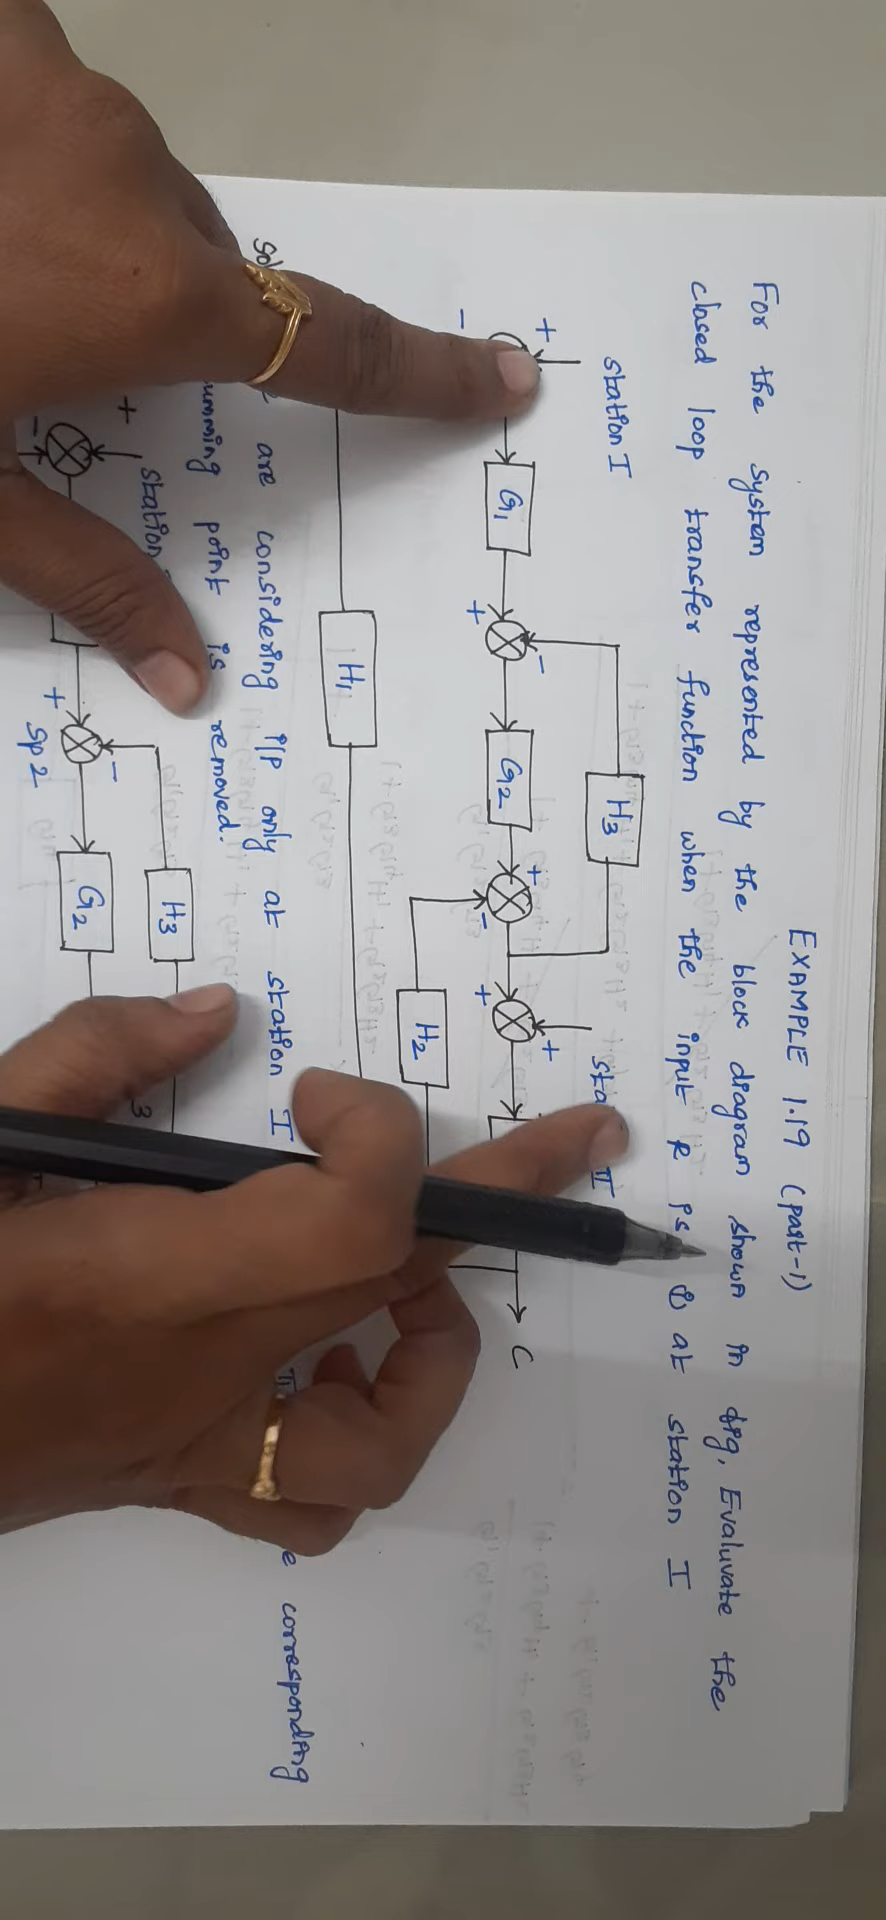 EXAMPLE 1.19 (part-1)
For the system represented by the block diagram shown in fig, Evaluvate the
closed loop transfer function when the input R is at station I
station I
II
+
-
G1
+
-
G2
H3
+
-
+
+
C
H2
H1
are considering i/p only at station I
corresponding
point is removed.
station
+
-
+
-
SP2
G2
H3